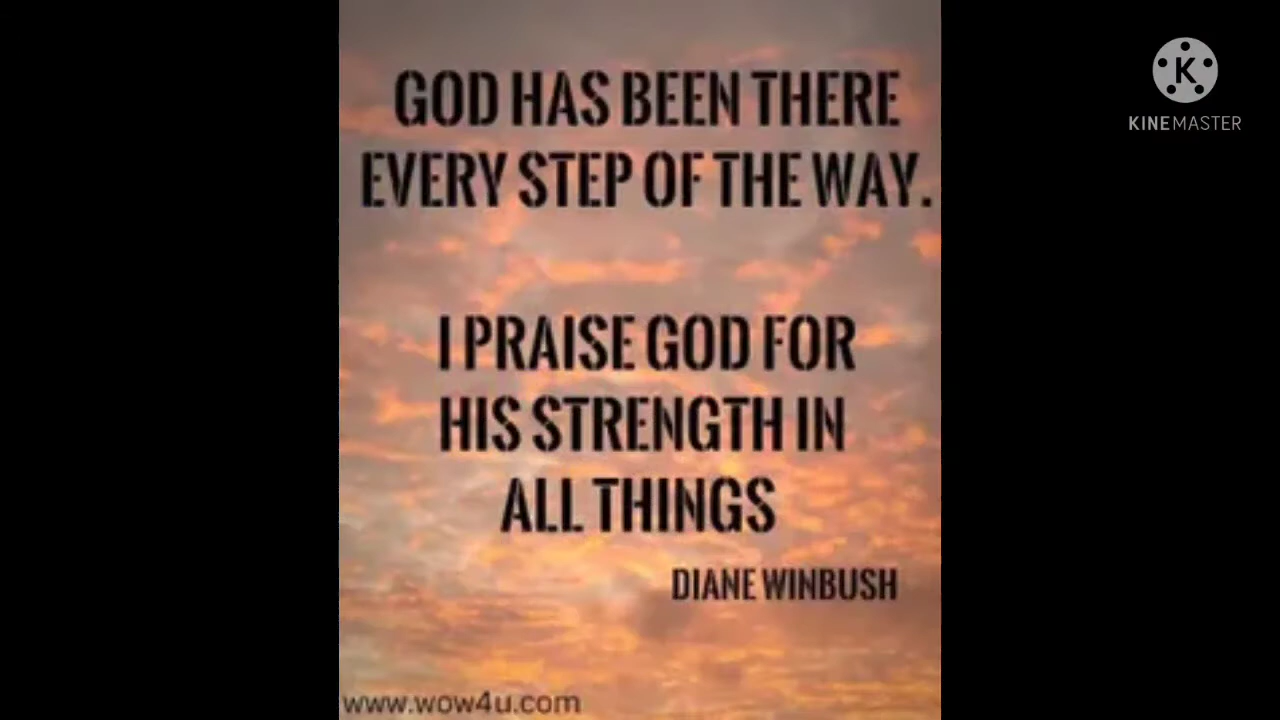 GOD HAS BEEN THERE
EVERY STEP OF THE WAY.
I PRAISE GOD FOR
HIS STRENGTH IN
ALL THINGS
DIANE WINBUSH
www.wow4u.com
K
KINEMASTER